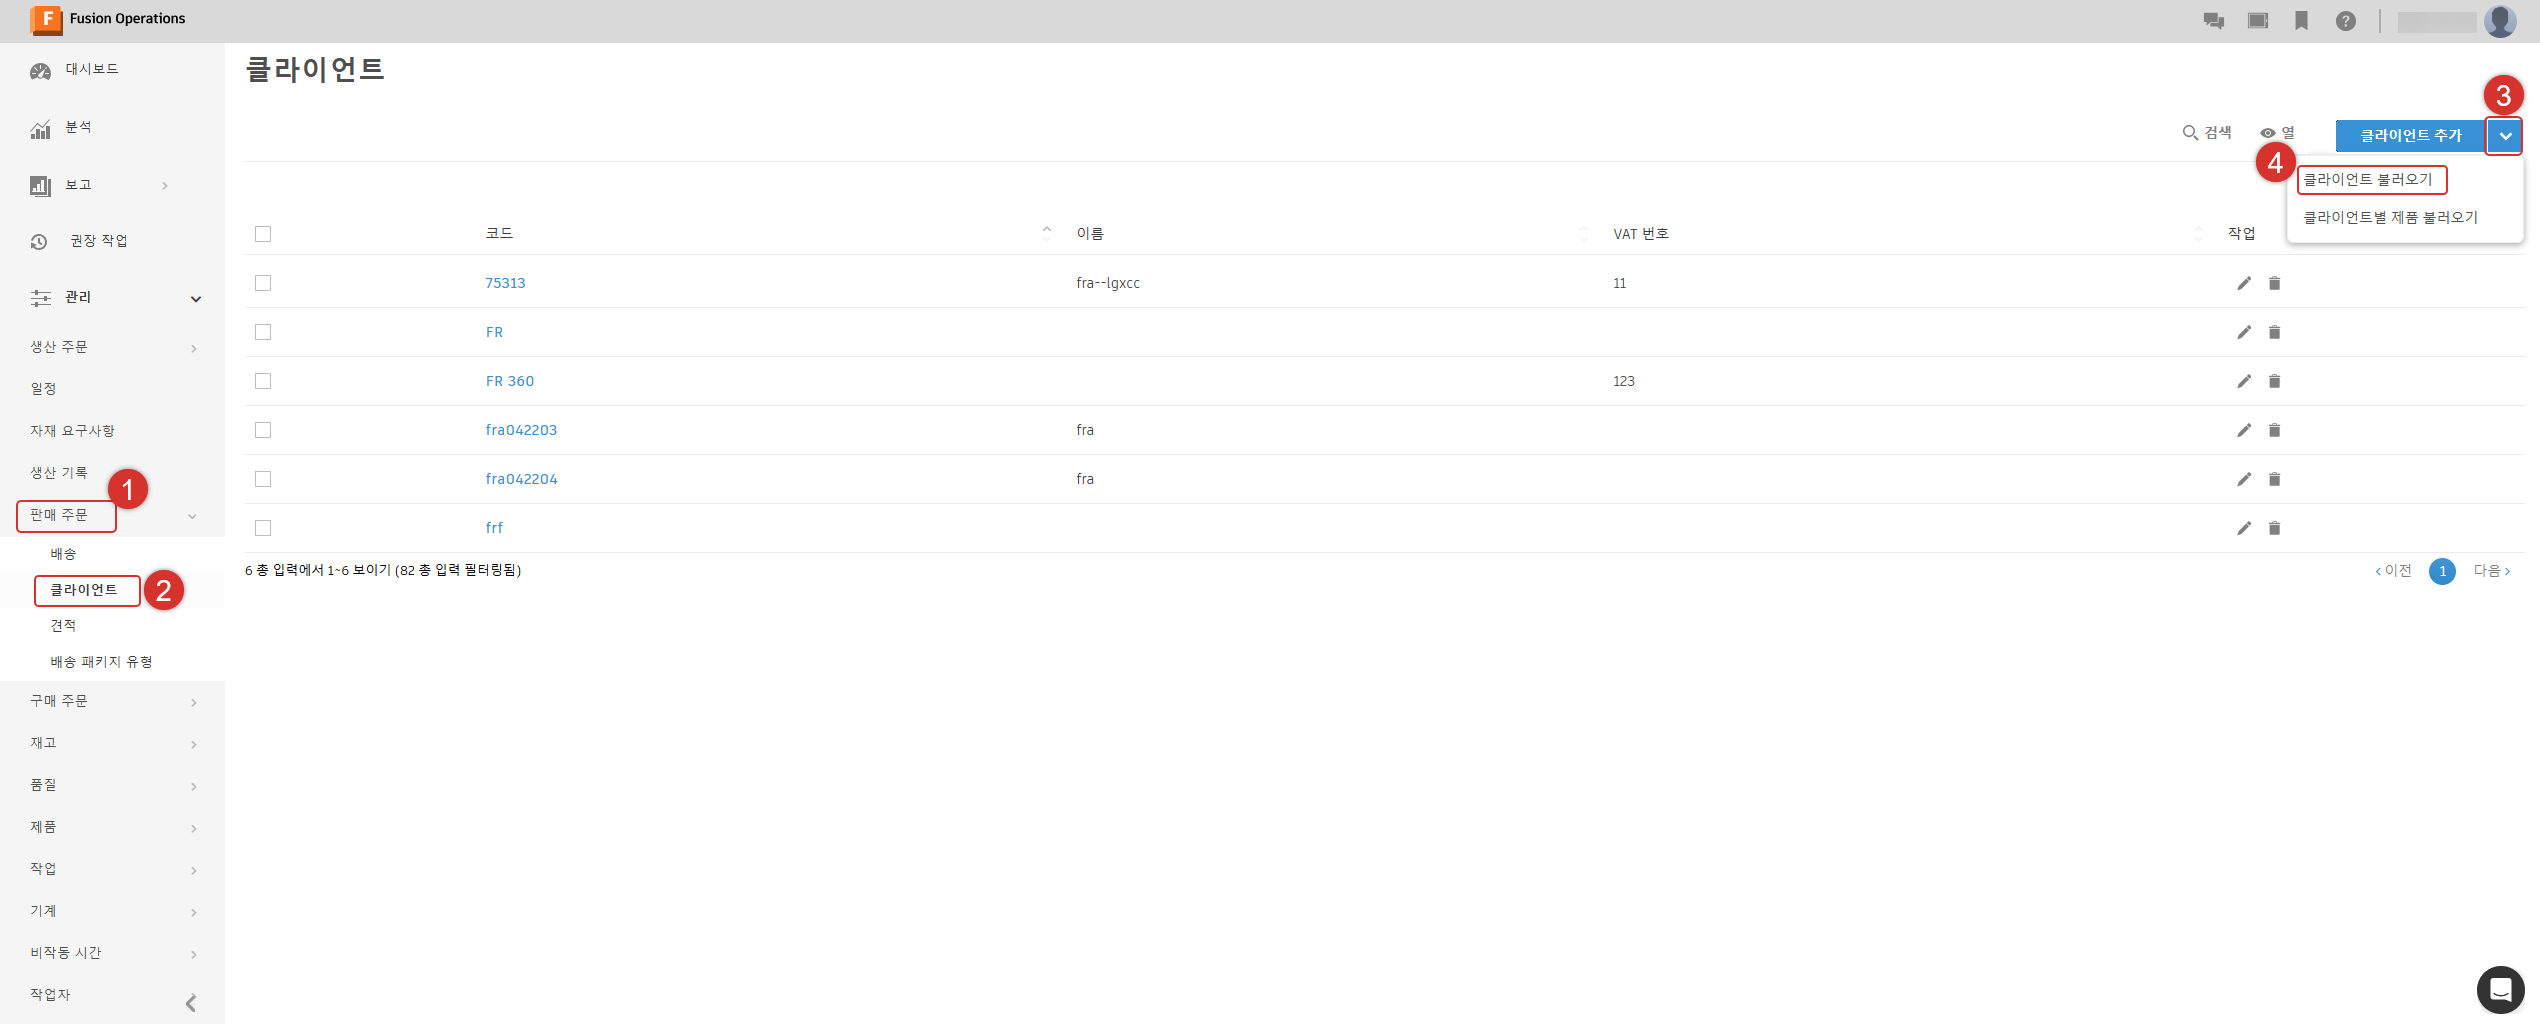 F Fusion Operations
?
대시보드
분석
보고
권장 작업
관리
생산 주문
일정
자재 요구사항
생산 기록
1
판매 주문
배송
클라이언트
2
견적
배송 패키지 유형
구매 주문
재고
품질
제품
작업
기계
비작동 시간
작업자
클라이언트
3
검색
열
클라이언트 추가
4
클라이언트 불러오기
클라이언트별 제품 불러오기
코드 이름 VAT 번호 작업
75313 fra--lgxcc 11
FR
FR 360 123
fra042203 fra
fra042204 fra
frf
6 총 입력에서 1~6 보이기 (82 총 입력 필터링됨)
이전 1 다음